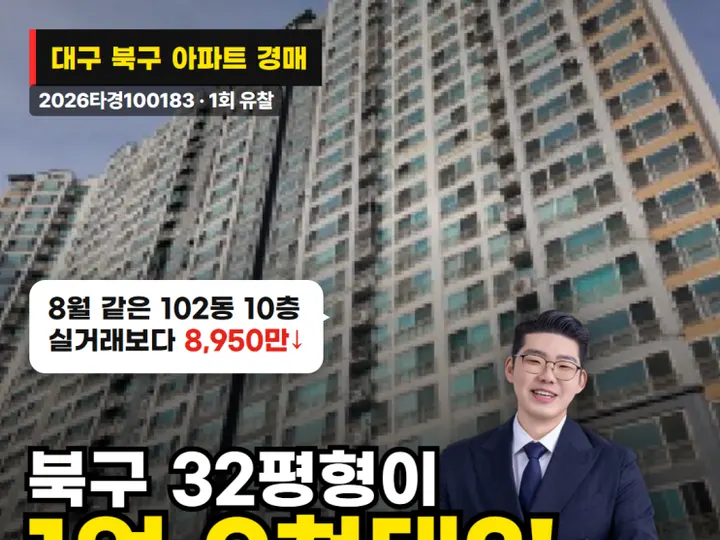 대구 북구 아파트 경매
2026타경100183 · 1회 유찰
8월 같은 102동 10층
실거래보다 8,950만↓
북구 32평형이